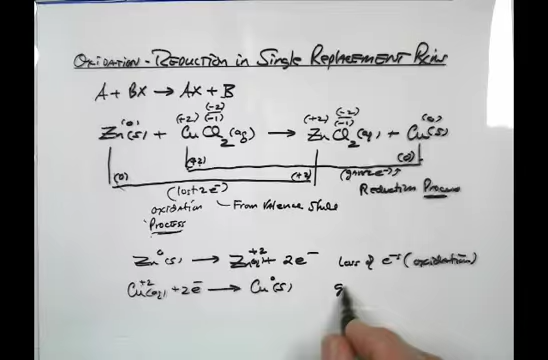 Oxidation - Reduction in Single Replacement Rxns
A + BX → AX + B
(0) (+2) (-2) (-1) (+2) (-2) (-1) (0)
Zn(s) + CuCl2(aq) → ZnCl2(aq) + Cu(s)
(+2) (0)
(0) (+2) (gained 2e-)
(lost 2e-) Reduction Process
oxidation - From Valence Shell
Process
Zn°(s) → Zn+2(aq) + 2e- Loss of e-s (oxidation)
Cu+2(aq) + 2e- → Cu°(s) g